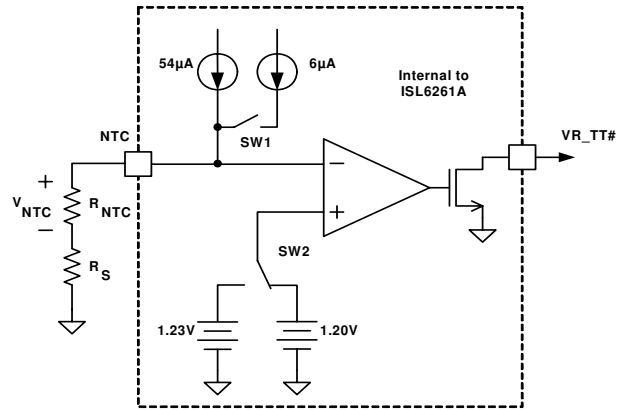 54µA
6µA
Internal to
ISL6261A
NTC
SW1
VR_TT#
+
V NTC
−
R NTC
R S
−
+
SW2
1.23V
1.20V